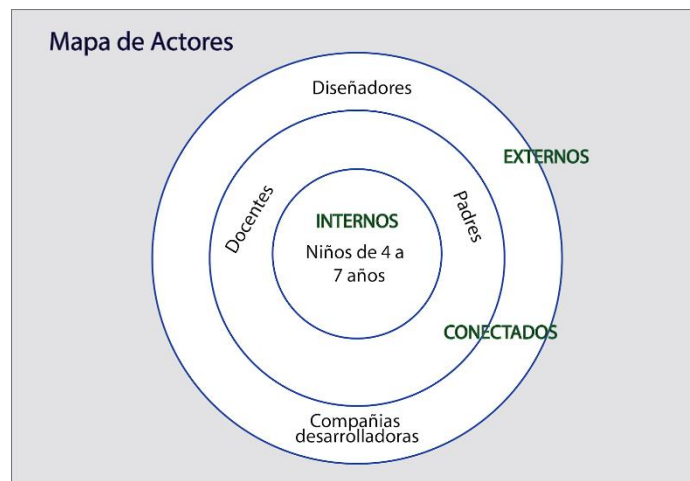 Mapa de Actores
Diseñadores
EXTERNOS
Docentes
Padres
INTERNOS
Niños de 4 a
7 años
CONECTADOS
Compañias
desarrolladoras